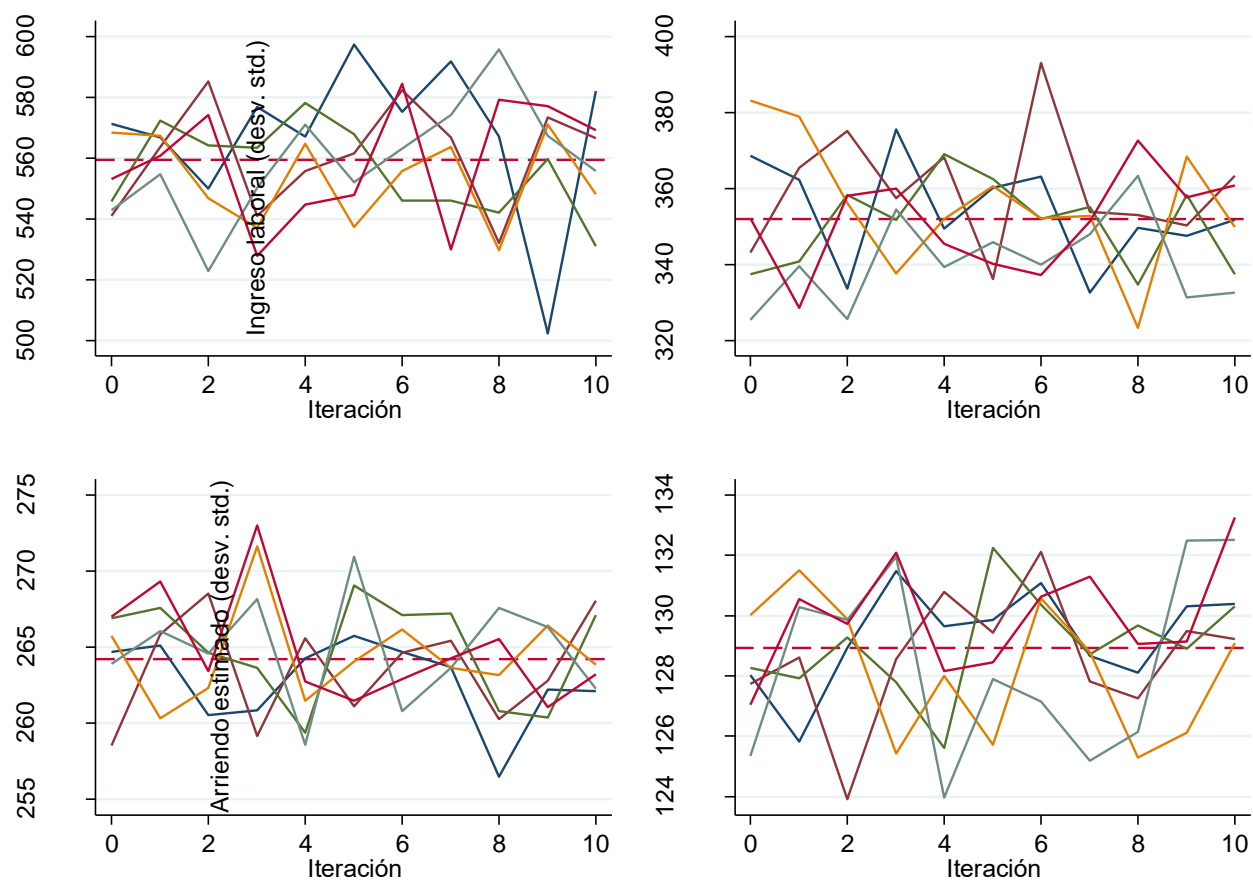 600
580
560
540
520
500
Ingreso laboral (desv. std.)
0 2 4 6 8 10
Iteración
400
380
360
340
320
0 2 4 6 8 10
Iteración
275
270
265
260
255
Arriendo estimado (desv. std.)
0 2 4 6 8 10
Iteración
134
132
130
128
126
124
0 2 4 6 8 10
Iteración